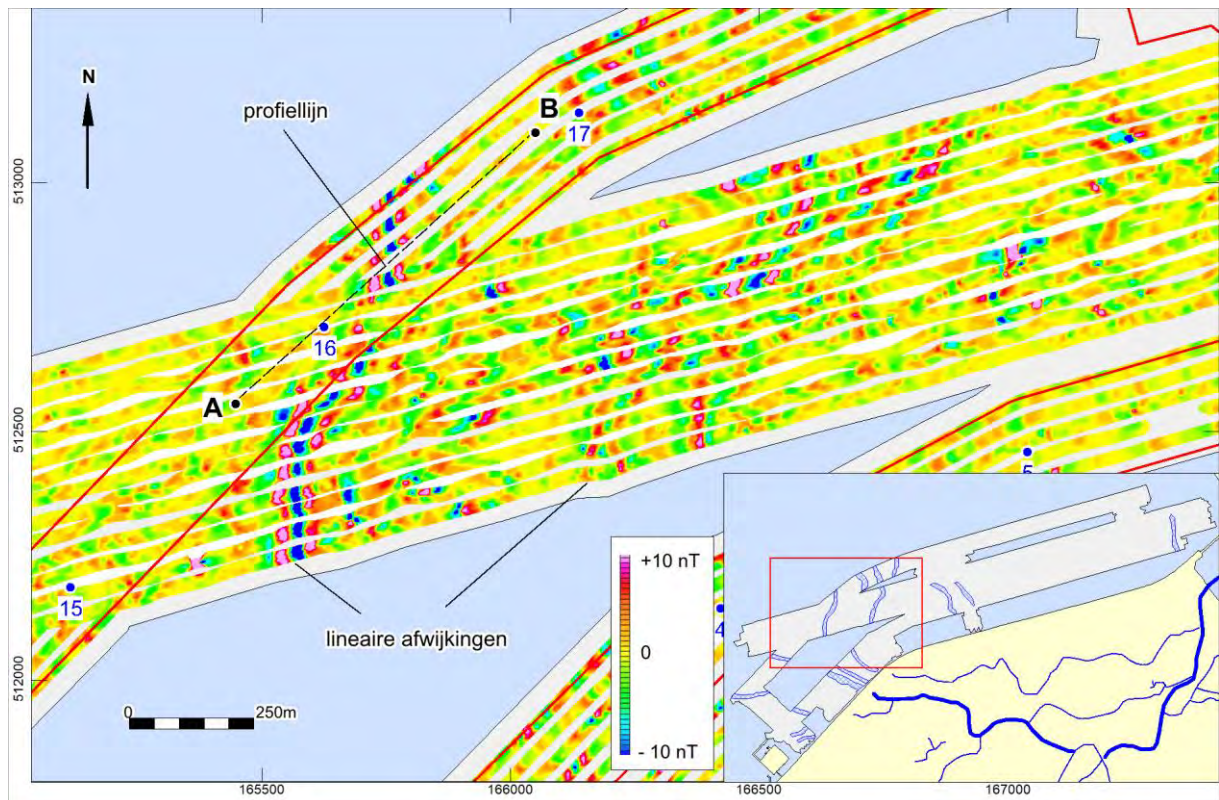 N
profiellijn
B
17
513000
16
A
512500
5
+10 nT
0
- 10 nT
15
4
lineaire afwijkingen
512000
0 250m
165500 166000 166500 167000